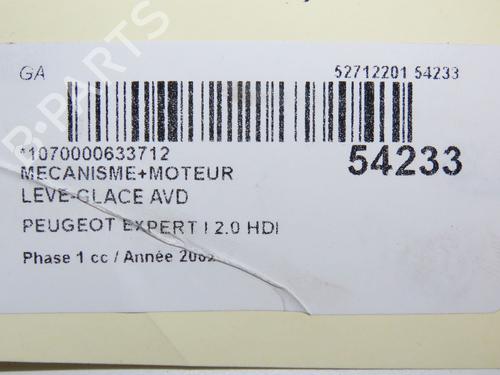 GA
52712201 54233
*1070000633712
54233
MECANISME+MOTEUR
LEVE-GLACE AVD
PEUGEOT EXPERT I 2.0 HDI
Phase 1 cc / Année 2002
B-PARTS